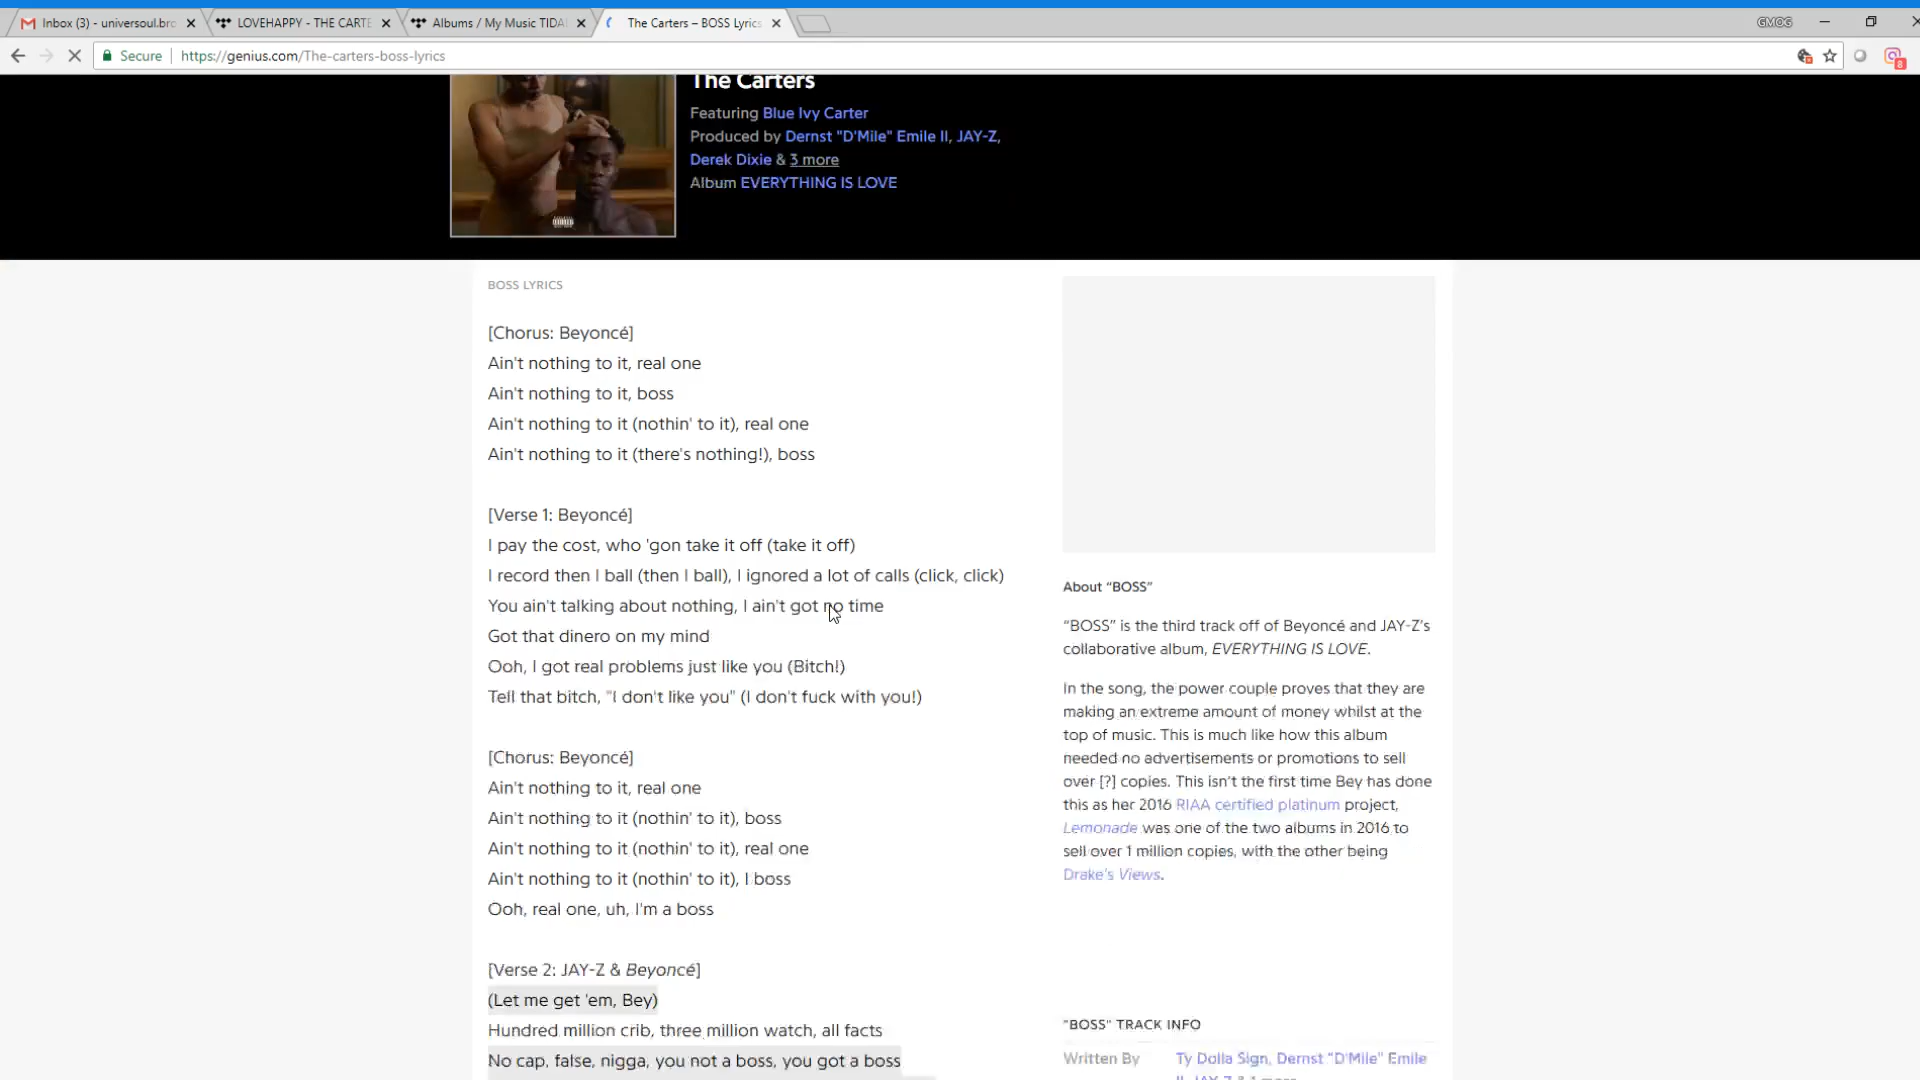 Inbox (3) - universoul.bro
LOVEHAPPY - THE CARTE
Albums / My Music TIDA
The Carters – BOSS Lyrics
GMOG
Secure
https://genius.com/The-carters-boss-lyrics
8
The Carters
Featuring Blue Ivy Carter
Produced by Dernst "D'Mile" Emile II, JAY-Z,
Derek Dixie & 3 more
Album EVERYTHING IS LOVE
BOSS LYRICS
[Chorus: Beyoncé]
Ain't nothing to it, real one
Ain't nothing to it, boss
Ain't nothing to it (nothin' to it), real one
Ain't nothing to it (there's nothing!), boss
[Verse 1: Beyoncé]
I pay the cost, who 'gon take it off (take it off)
I record then I ball (then I ball), I ignored a lot of calls (click, click)
You ain't talking about nothing, I ain't got no time
Got that dinero on my mind
Ooh, I got real problems just like you (Bitch!)
Tell that bitch, "I don't like you" (I don't fuck with you!)
[Chorus: Beyoncé]
Ain't nothing to it, real one
Ain't nothing to it (nothin' to it), boss
Ain't nothing to it (nothin' to it), real one
Ain't nothing to it (nothin' to it), I boss
Ooh, real one, uh, I'm a boss
[Verse 2: JAY-Z & Beyoncé]
(Let me get 'em, Bey)
Hundred million crib, three million watch, all facts
No cap, false, nigga, you not a boss, you got a boss
About “BOSS”
“BOSS” is the third track off of Beyoncé and JAY-Z’s
collaborative album, EVERYTHING IS LOVE.
In the song, the power couple proves that they are
making an extreme amount of money whilst at the
top of music. This is much like how this album
needed no advertisements or promotions to sell
over [?] copies. This isn’t the first time Bey has done
this as her 2016 RIAA certified platinum project,
Lemonade was one of the two albums in 2016 to
sell over 1 million copies, with the other being
Drake’s Views.
"BOSS" TRACK INFO
Written By
Ty Dolla Sign, Dernst "D'Mile" Emile